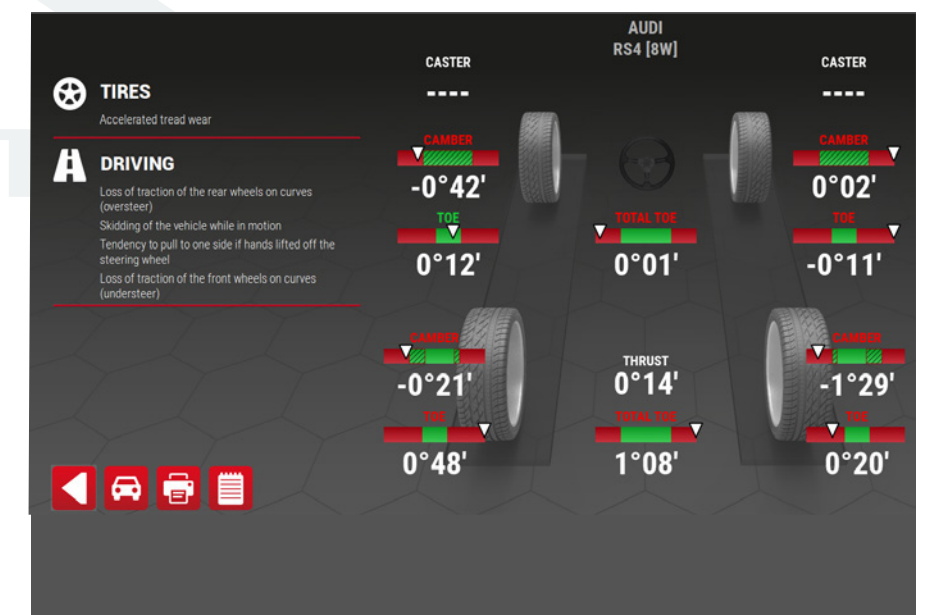 AUDI
RS4 [8W]
TIRES
Accelerated tread wear
DRIVING
Loss of traction of the rear wheels on curves
(oversteer)
Skidding of the vehicle while in motion
Tendency to pull to one side if hands lifted off the
steering wheel
Loss of traction of the front wheels on curves
(understeer)
CASTER
CASTER
----
----
CAMBER
CAMBER
-0°42'
0°02'
TOE
TOTAL TOE
TOE
0°12'
0°01'
-0°11'
CAMBER
THRUST
CAMBER
-0°21'
0°14'
-1°29'
TOE
TOTAL TOE
TOE
0°48'
1°08'
0°20'